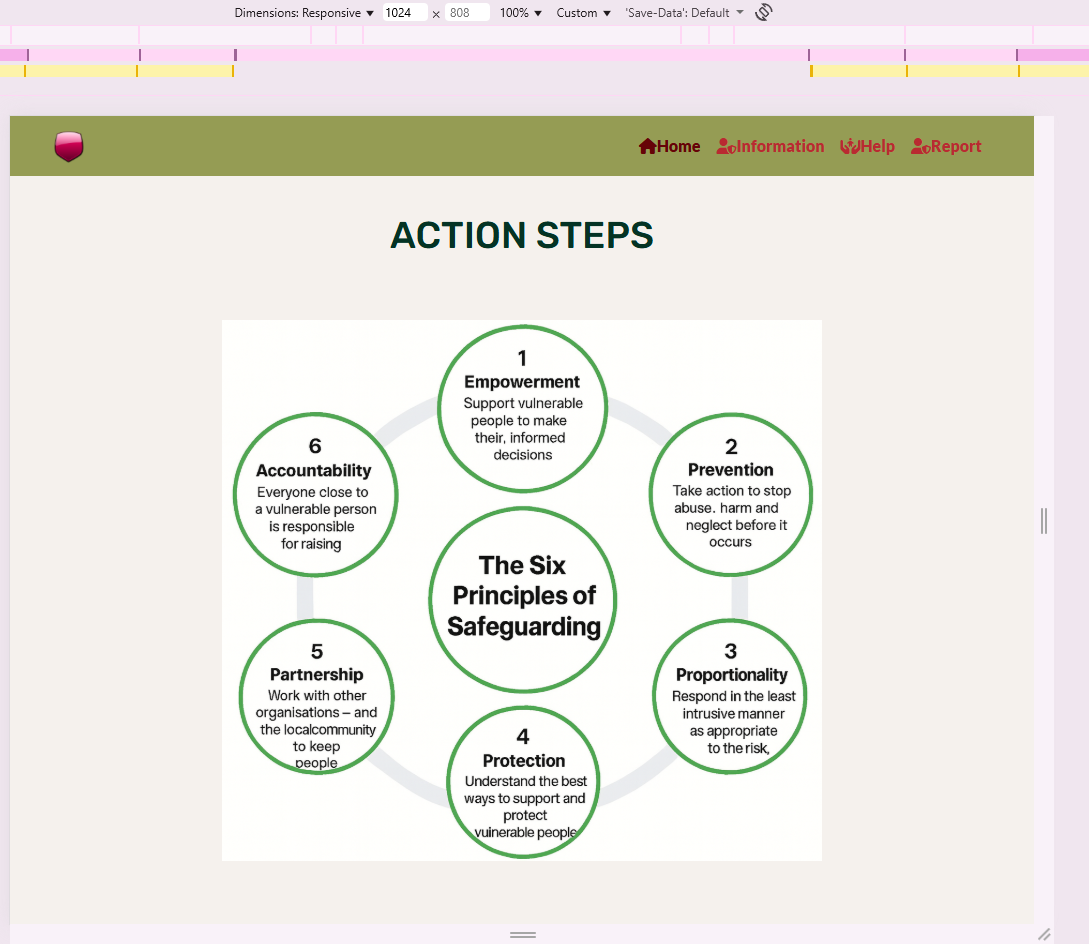 Dimensions: Responsive 1024 × 808 100% Custom 'Save-Data': Default
Home Information Help Report
ACTION STEPS
1
Empowerment
Support vulnerable
people to make
their, informed
decisions
2
Prevention
Take action to stop
abuse. harm and
neglect before it
occurs
3
Proportionality
Respond in the least
intrusive manner
as appropriate
to the risk,
4
Protection
Understand the best
ways to support and
protect
vuinerable people
5
Partnership
Work with other
organisations – and
the localcommunity
to keep
people
6
Accountability
Everyone close to
a vulnerable person
is responsible
for raising
The Six
Principles of
Safeguarding